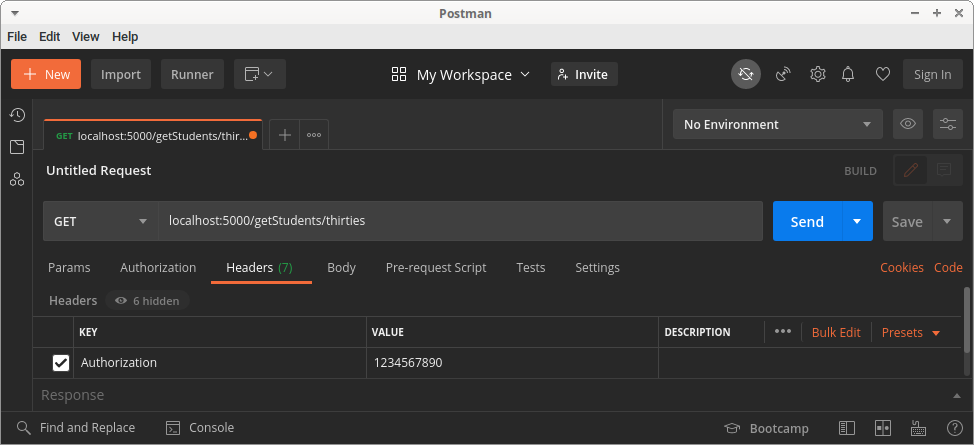 Postman
File Edit View Help
+ New Import Runner My Workspace Invite Sign In
GET localhost:5000/getStudents/thir... No Environment
Untitled Request BUILD
GET localhost:5000/getStudents/thirties Send Save
Params Authorization Headers (7) Body Pre-request Script Tests Settings Cookies Code
Headers 6 hidden
KEY VALUE DESCRIPTION ••• Bulk Edit Presets
Authorization 1234567890
Response
Find and Replace Console Bootcamp ?